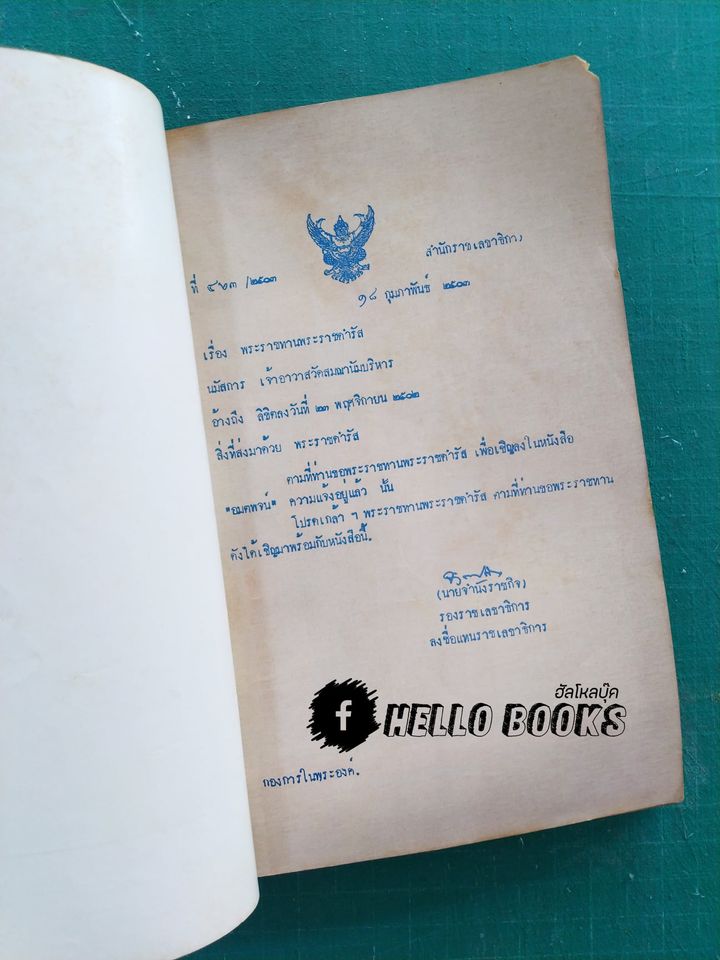 สำนักราชเลขาธิการ
ที่ ๔๖๓ /๒๕๐๓
๑๘ กุมภาพันธ์ ๒๕๐๓
เรื่อง พระราชทานพระราชดำรัส
นมัสการ เจ้าอาวาสวัดสมณานัมบริหาร
อ้างถึง ลิขิตลงวันที่ ๒๓ พฤศจิกายน ๒๕๐๒
สิ่งที่ส่งมาด้วย พระราชดำรัส
ตามที่ท่านขอพระราชทานพระราชดำรัส เพื่อเชิญลงในหนังสือ
"อมตพจน์" ความแจ้งอยู่แล้ว นั้น
โปรดเกล้า ฯ พระราชทานพระราชดำรัส ตามที่ท่านขอพระราชทาน
ดังได้เชิญมาพร้อมกับหนังสือนี้.
(นายจำนงราชกิจ)
รองราชเลขาธิการ
ลงชื่อแทนราชเลขาธิการ
ฮัลโหลบุ๊ค
f HELLO BOOKS
กองการในพระองค์.